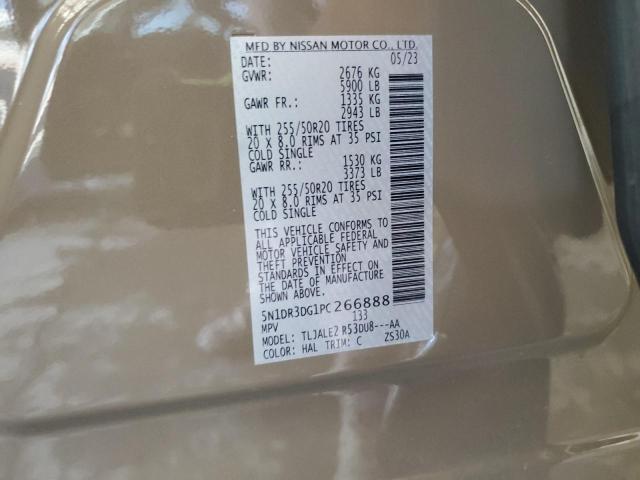 MFD BY NISSAN MOTOR CO., LTD.
DATE: 05/23
GVWR: 2676 KG
5900 LB
GAWR FR.: 1335 KG
2943 LB
WITH 255/50R20 TIRES
20 X 8.0 RIMS AT 35 PSI
COLD SINGLE
GAWR RR.: 1530 KG
3373 LB
WITH 255/50R20 TIRES
20 X 8.0 RIMS AT 35 PSI
COLD SINGLE
THIS VEHICLE CONFORMS TO
ALL APPLICABLE FEDERAL
MOTOR VEHICLE SAFETY AND
THEFT PREVENTION
STANDARDS IN EFFECT ON THE
DATE OF MANUFACTURE
SHOWN ABOVE.
5N1DR3DG1PC266888
MPV 133
MODEL: TLJALE2 R53DU8---AA
COLOR: HAL TRIM: C ZS30A